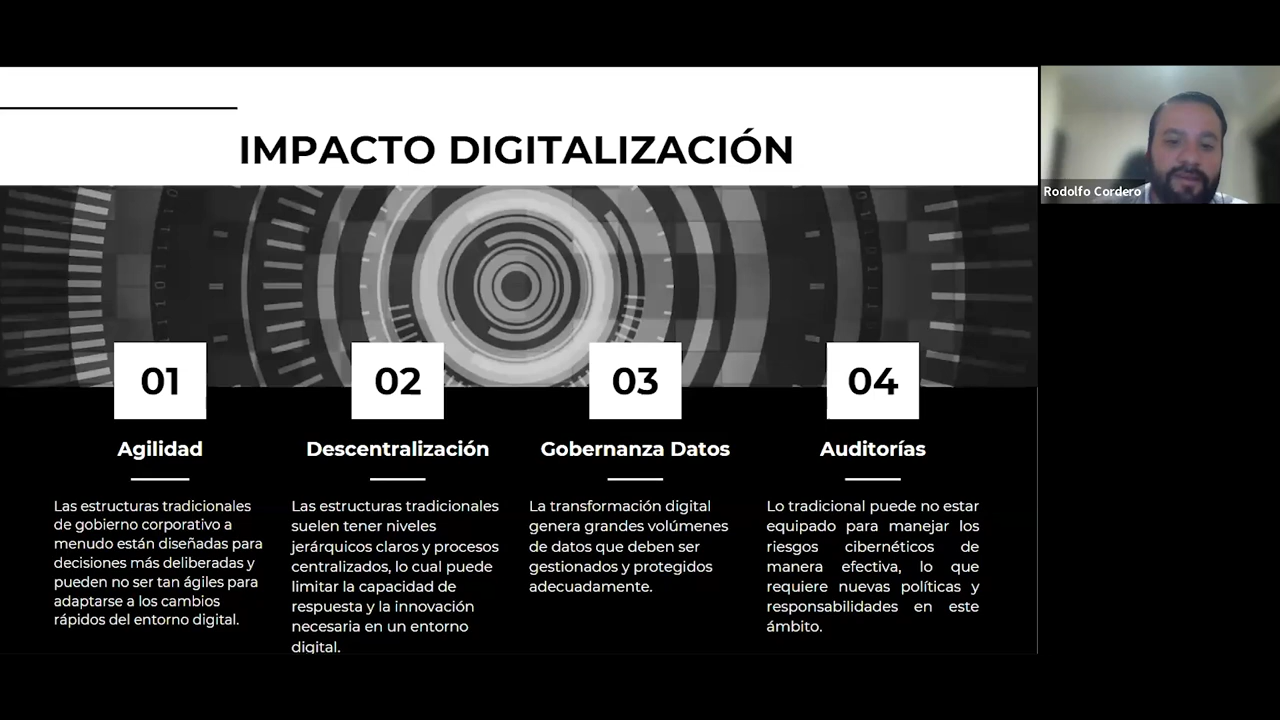 IMPACTO DIGITALIZACIÓN
Rodolfo Cordero
01
Agilidad
Las estructuras tradicionales
de gobierno corporativo a
menudo están diseñadas para
decisiones más deliberadas y
pueden no ser tan ágiles para
adaptarse a los cambios
rápidos del entorno digital.
02
Descentralización
Las estructuras tradicionales
suelen tener niveles
jerárquicos claros y procesos
centralizados, lo cual puede
limitar la capacidad de
respuesta y la innovación
necesaria en un entorno
digital.
03
Gobernanza Datos
La transformación digital
genera grandes volúmenes
de datos que deben ser
gestionados y protegidos
adecuadamente.
04
Auditorías
Lo tradicional puede no estar
equipado para manejar los
riesgos cibernéticos de
manera efectiva, lo que
requiere nuevas políticas y
responsabilidades en este
ámbito.